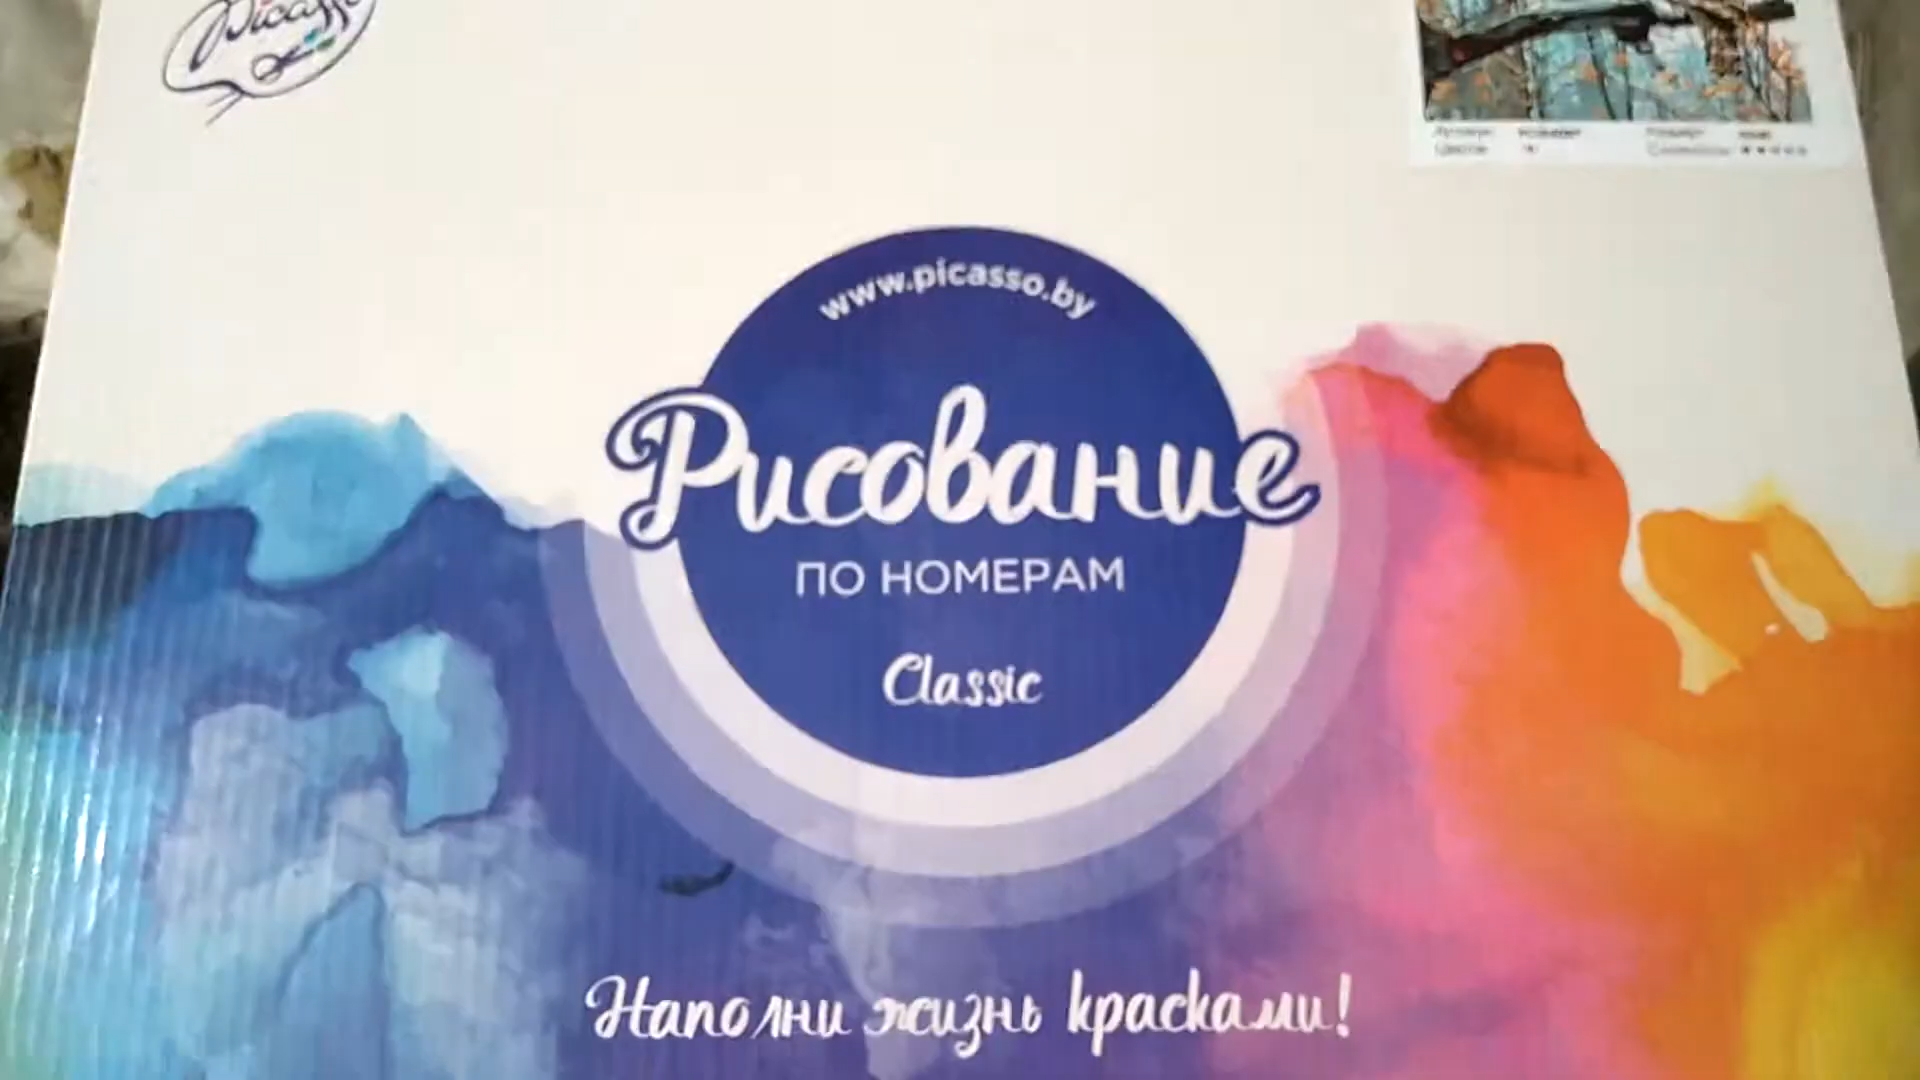 Picasso
www.picasso.by
Рисование
ПО НОМЕРАМ
Classic
Наполни жизнь красками!